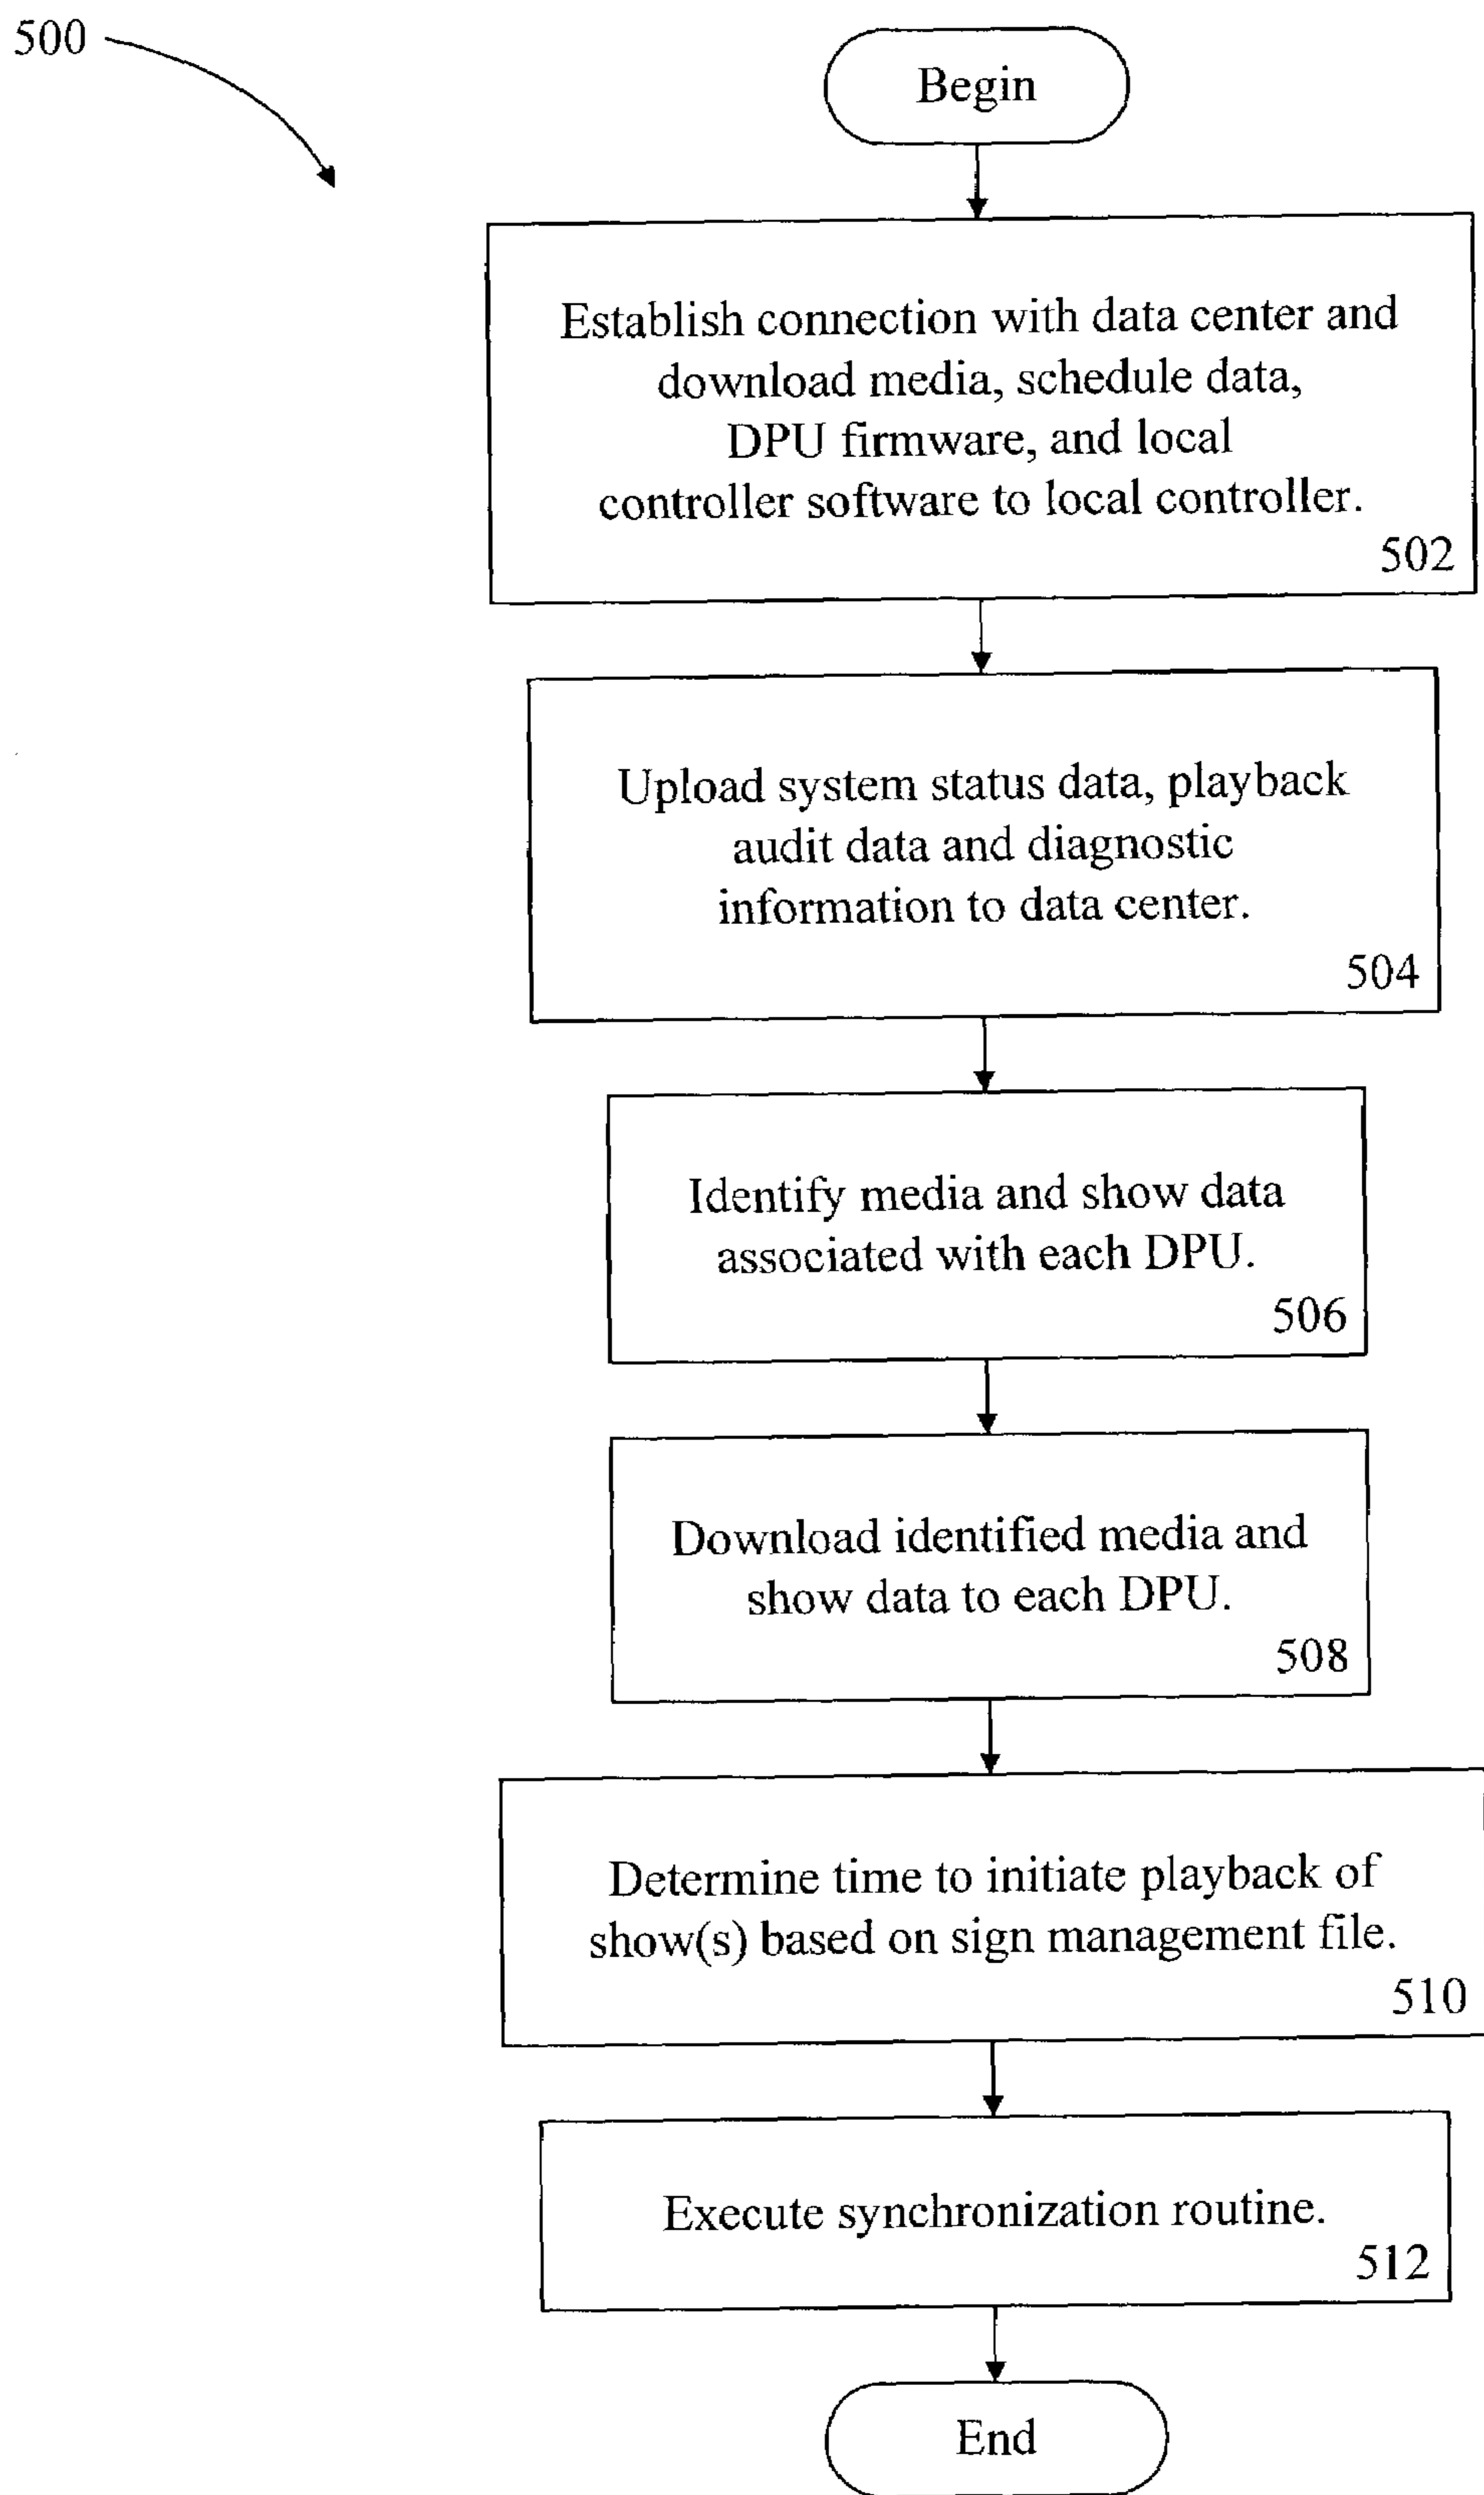 500
Begin
Establish connection with data center and
download media, schedule data,
DPU firmware, and local
controller software to local controller.
502
Upload system status data, playback
audit data and diagnostic
information to data center.
504
Identify media and show data
associated with each DPU.
506
Download identified media and
show data to each DPU.
508
Determine time to initiate playback of
show(s) based on sign management file.
510
Execute synchronization routine.
512
End